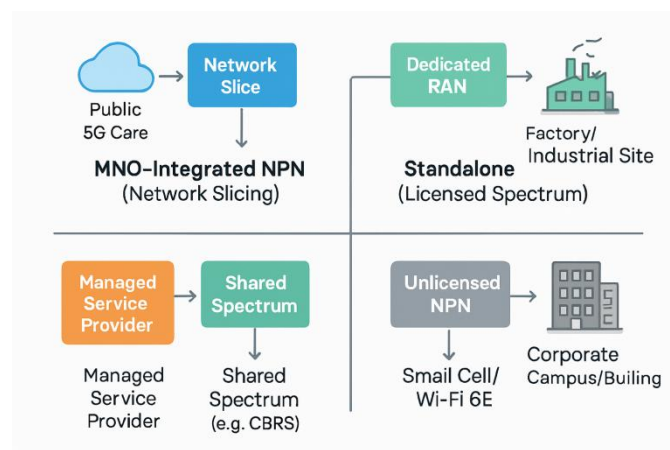 Network
Slice
Public
5G Care
MNO-Integrated NPN
(Network Slicing)
Dedicated
RAN
Factory/
Industrial Site
Standalone
(Licensed Spectrum)
Managed
Service
Provider
Shared
Spectrum
Managed
Service
Provider
Shared
Spectrum
(e.g. CBRS)
Unlicensed
NPN
Smail Cell/
Wi-Fi 6E
Corporate
Campus/Builing